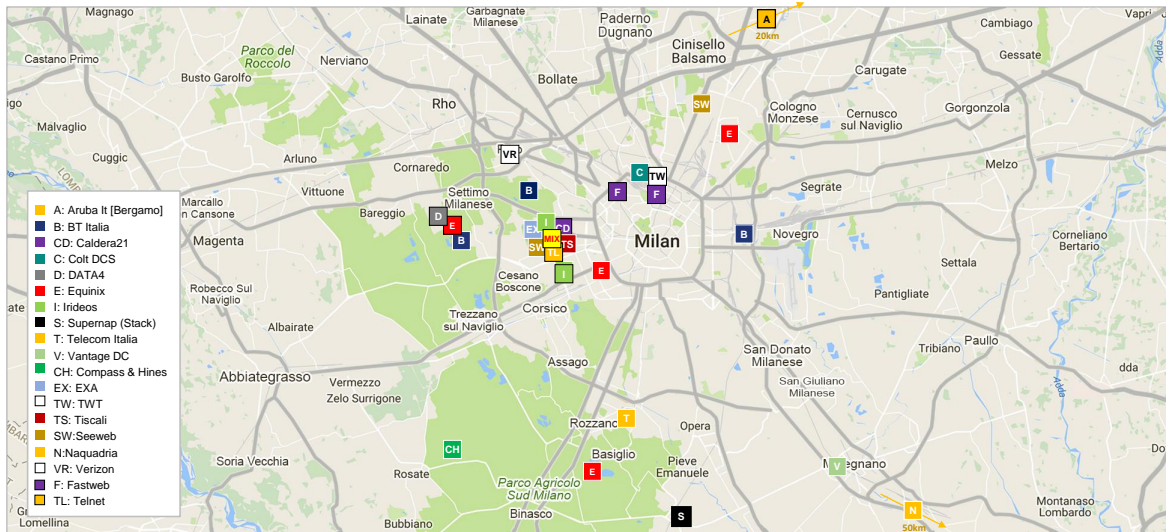 Magnago
Lainate
Garbagnate
Milanese
Paderno
Dugnano
A
20km
Vapri
Cambiago
Castano Primo
Parco del
Roccolo
Nerviano
Cinisello
Balsamo
Gessate
Adda
Busto Garolfo
Bollate
Carugate
Rho
SW
Cologno
Monzese
Gorgonzola
Malvaglio
E
Cernusco
sul Naviglio
Cuggic
Arluno
VR
Cornaredo
C
TW
Melzo
Vittuone
Settimo
Milanese
B
F
F
Segrate
Marcallo
on Cansone
Bareggio
D
E
B
I
EX
CD
MIX
SW
TS
TL
Milan
B
Novegro
Corneliano
Bertario
Magenta
Cesano
Boscone
I
E
Settala
Robecco Sul
Naviglio
Corsico
Pantigliate
Albairate
Trezzano
sul Naviglio
Assago
San Donato
Milanese
Tribiano
Paullo
dda
Abbiategrasso
Vermezzo
Zelo Surrigone
San Giuliano
Milanese
Adda
Rozzano
T
Opera
CH
Basiglio
Soria Vecchia
Rosate
E
Pieve
Emanuele
V
Parco Agricolo
Sud Milano
Montanaso
Lombardo
Lomellina
Bubbiano
Binasco
S
N
50km
A: Aruba It [Bergamo]
B: BT Italia
CD: Caldera21
C: Colt DCS
D: DATA4
E: Equinix
I: Irideos
S: Supernap (Stack)
T: Telecom Italia
V: Vantage DC
CH: Compass & Hines
EX: EXA
TW: TWT
TS: Tiscali
SW:Seeweb
N:Naquadria
VR: Verizon
F: Fastweb
TL: Telnet